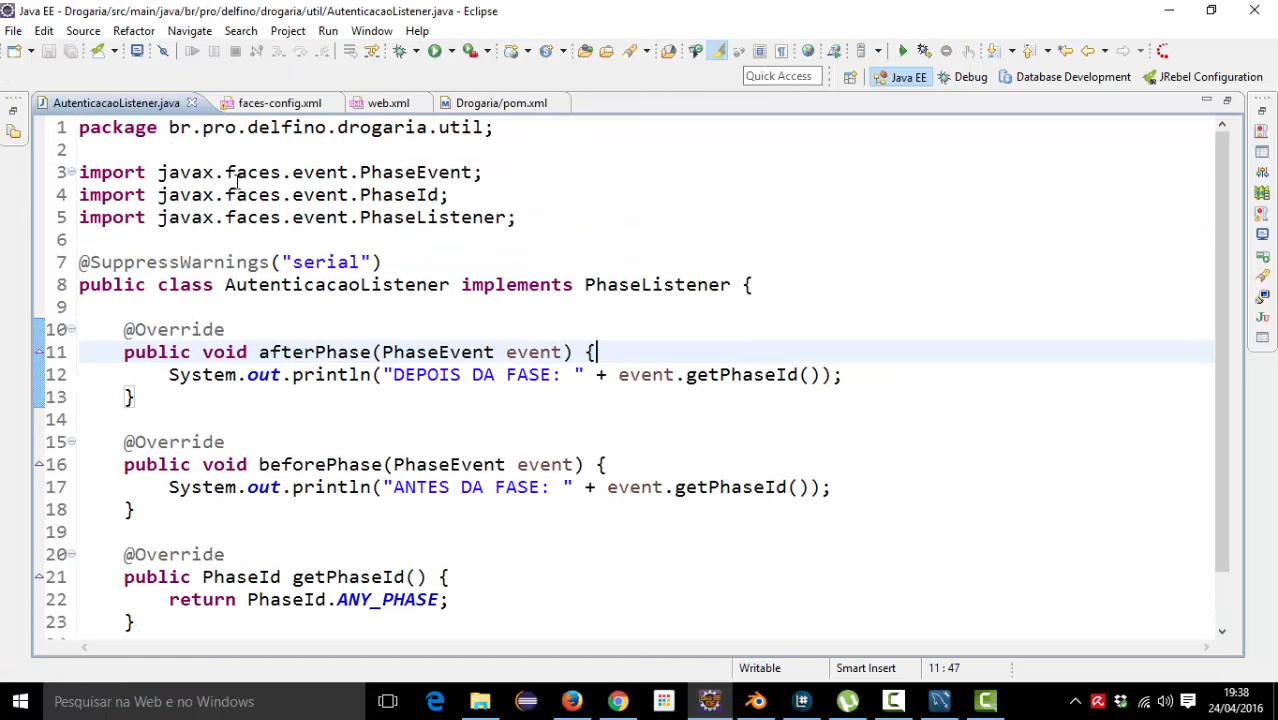 Java EE - Drogaria/src/main/java/br/pro/delfino/drogaria/util/AutenticacaoListener.java - Eclipse
File Edit Source Refactor Navigate Search Project Run Window Help
Quick Access Java EE Debug Database Development JRebel Configuration
AutenticacaoListener.java faces-config.xml web.xml Drogaria/pom.xml
1 package br.pro.delfino.drogaria.util;
2
3 import javax.faces.event.PhaseEvent;
4 import javax.faces.event.PhaseId;
5 import javax.faces.event.PhaseListener;
6
7 @SuppressWarnings("serial")
8 public class AutenticacaoListener implements PhaseListener {
9
10 @Override
11 public void afterPhase(PhaseEvent event) {
12 System.out.println("DEPOIS DA FASE: " + event.getPhaseId());
13 }
14
15 @Override
16 public void beforePhase(PhaseEvent event) {
17 System.out.println("ANTES DA FASE: " + event.getPhaseId());
18 }
19
20 @Override
21 public PhaseId getPhaseId() {
22 return PhaseId.ANY_PHASE;
23 }
Writable Smart Insert 11 : 47
Pesquisar na Web e no Windows
19:38
24/04/2016